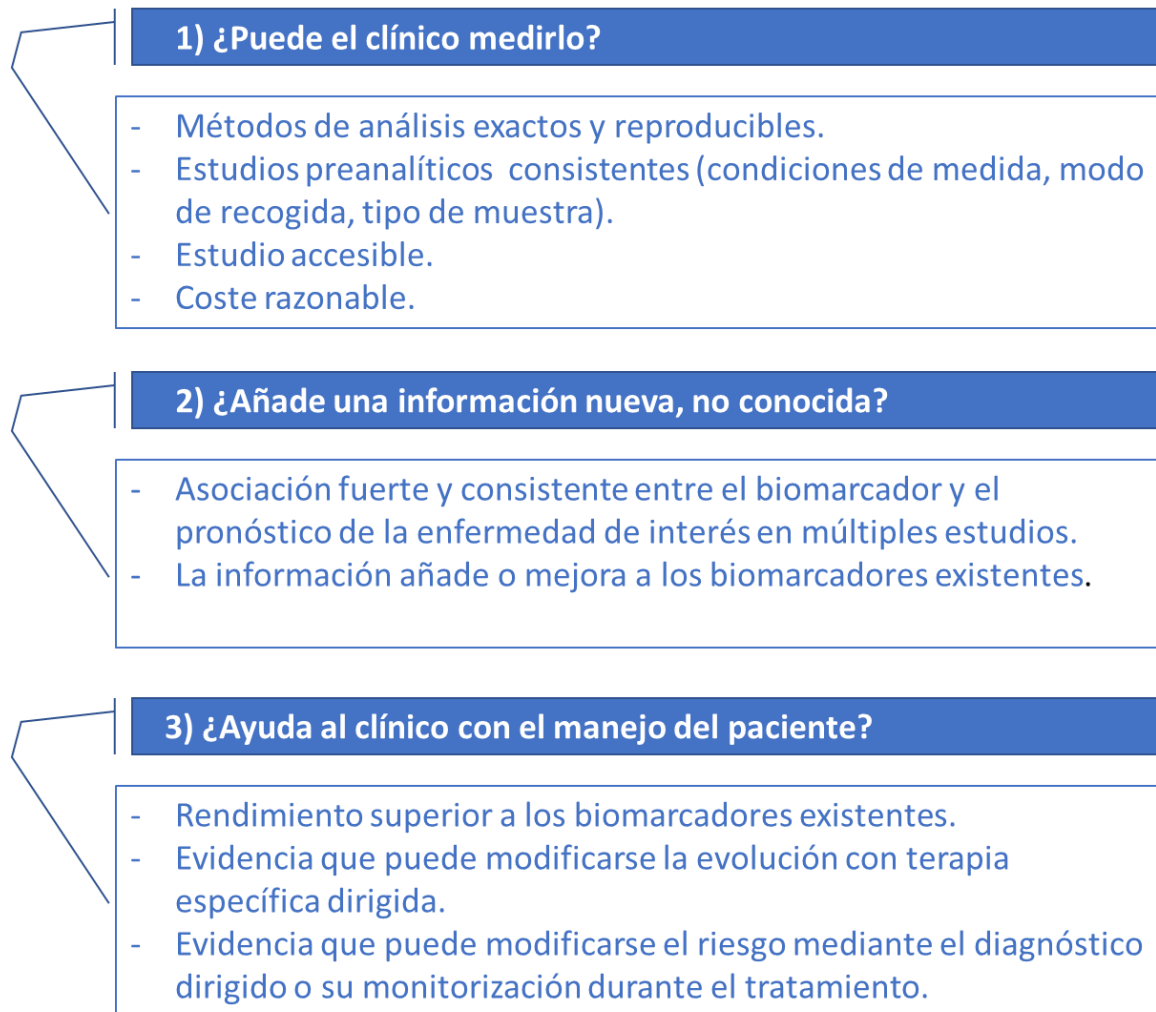 1) ¿Puede el clínico medirlo?
- Métodos de análisis exactos y reproducibles.
- Estudios preanalíticos consistentes (condiciones de medida, modo
de recogida, tipo de muestra).
- Estudio accesible.
- Coste razonable.
2) ¿Añade una información nueva, no conocida?
- Asociación fuerte y consistente entre el biomarcador y el
pronóstico de la enfermedad de interés en múltiples estudios.
- La información añade o mejora a los biomarcadores existentes.
3) ¿Ayuda al clínico con el manejo del paciente?
- Rendimiento superior a los biomarcadores existentes.
- Evidencia que puede modificarse la evolución con terapia
específica dirigida.
- Evidencia que puede modificarse el riesgo mediante el diagnóstico
dirigido o su monitorización durante el tratamiento.